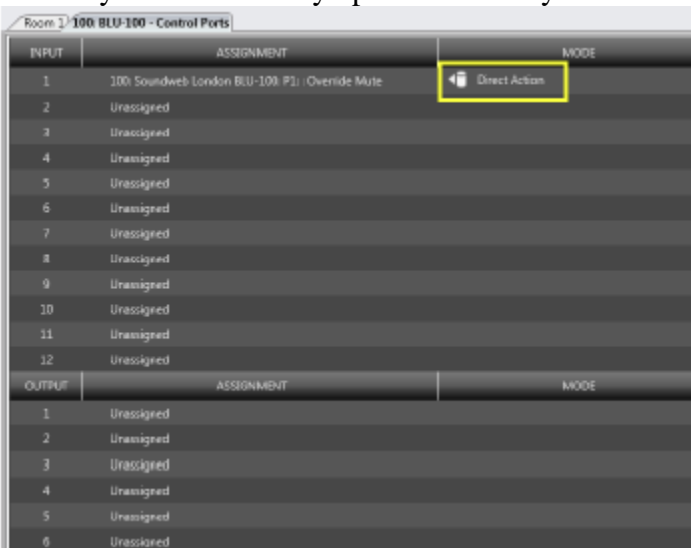 Room 1 100: BLU-100 - Control Ports
INPUT ASSIGNMENT MODE
1 100: Soundweb London BLU-100: P1: :Override Mute Direct Action
2 Unassigned
3 Unassigned
4 Unassigned
5 Unassigned
6 Unassigned
7 Unassigned
8 Unassigned
9 Unassigned
10 Unassigned
11 Unassigned
12 Unassigned
OUTPUT ASSIGNMENT MODE
1 Unassigned
2 Unassigned
3 Unassigned
4 Unassigned
5 Unassigned
6 Unassigned